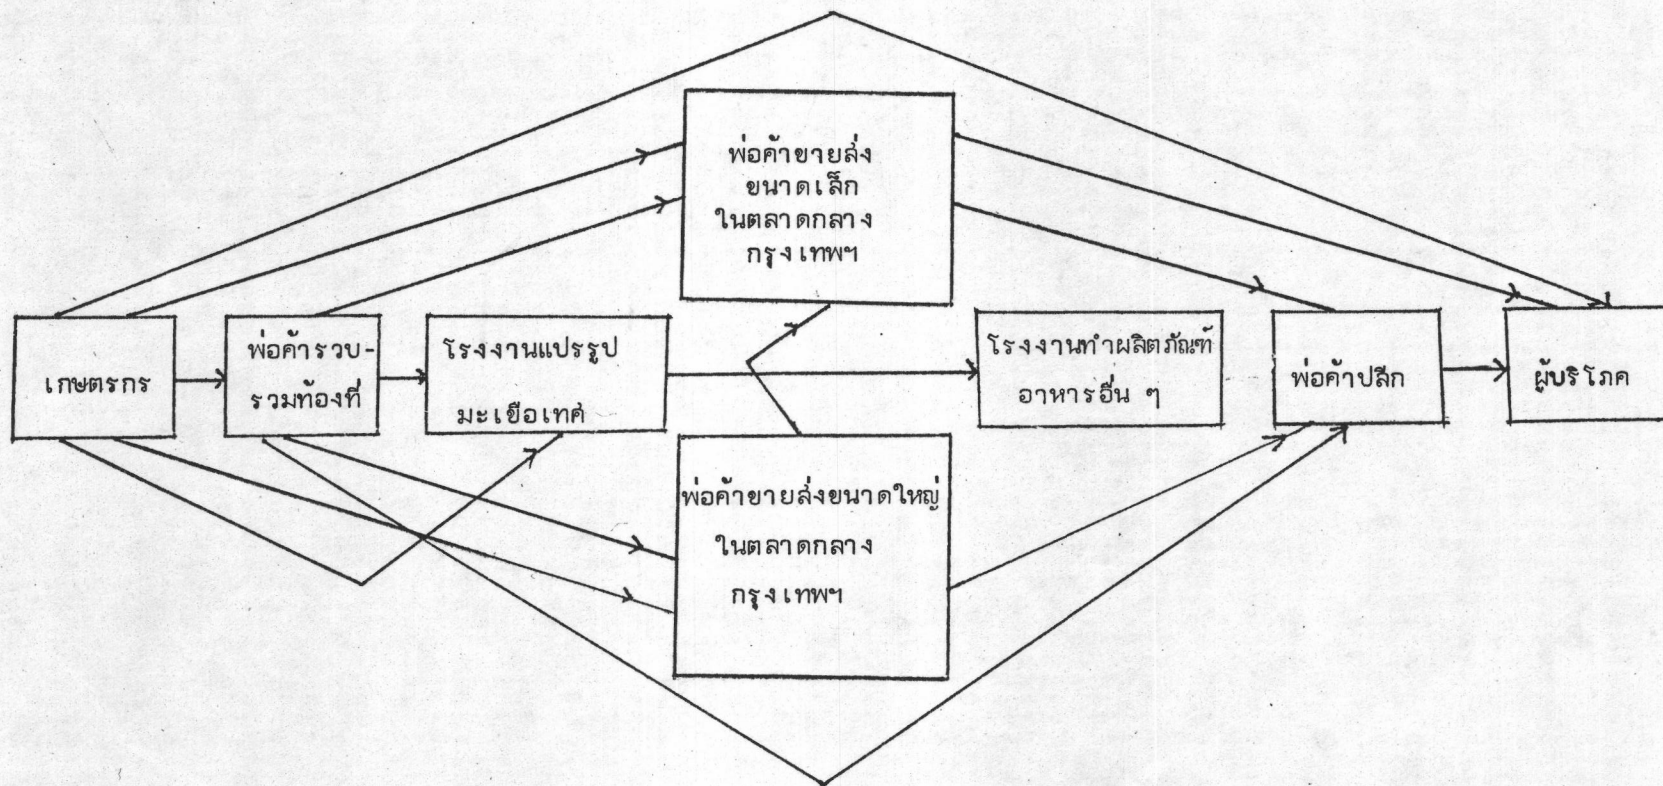 พ่อค้าขายส่ง
ขนาดเล็ก
ในตลาดกลาง
กรุงเทพฯ
เกษตรกร
พ่อค้ารวบ-
รวมท้องที่
โรงงานแปรรูป
มะเขือเทศ
โรงงานทำผลิตภัณฑ์
อาหารอื่น ๆ
พ่อค้าปลีก
ผู้บริโภค
พ่อค้าขายส่งขนาดใหญ่
ในตลาดกลาง
กรุงเทพฯ